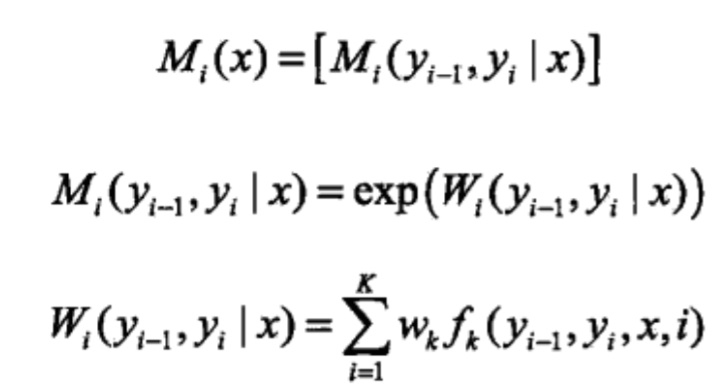 M_i(x) = [M_i(y_{i-1}, y_i | x)]
M_i(y_{i-1}, y_i | x) = exp(W_i(y_{i-1}, y_i | x))
W_i(y_{i-1}, y_i | x) = \sum_{i=1}^{K} w_k f_k(y_{i-1}, y_i, x, i)